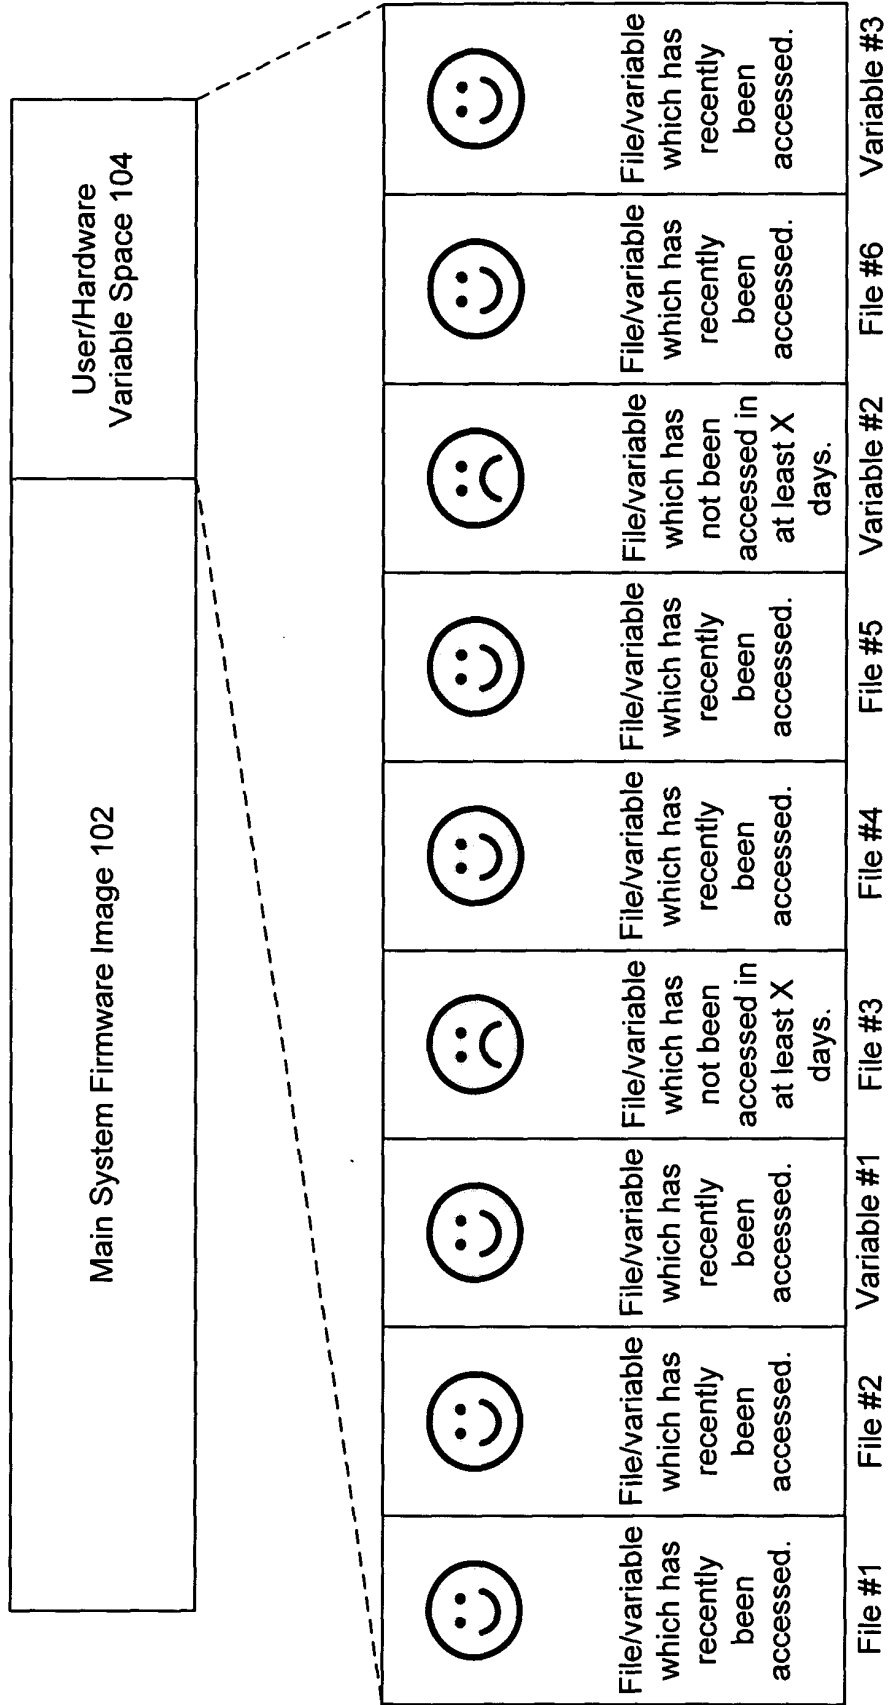 Main System Firmware Image 102
User/Hardware
Variable Space 104
File/variable
which has
recently
been
accessed.
File #1
File/variable
which has
recently
been
accessed.
File #2
File/variable
which has
recently
been
accessed.
Variable #1
File/variable
which has
not been
accessed in
at least X
days.
File #3
File/variable
which has
recently
been
accessed.
File #4
File/variable
which has
recently
been
accessed.
File #5
File/variable
which has
not been
accessed in
at least X
days.
Variable #2
File/variable
which has
recently
been
accessed.
File #6
File/variable
which has
recently
been
accessed.
Variable #3